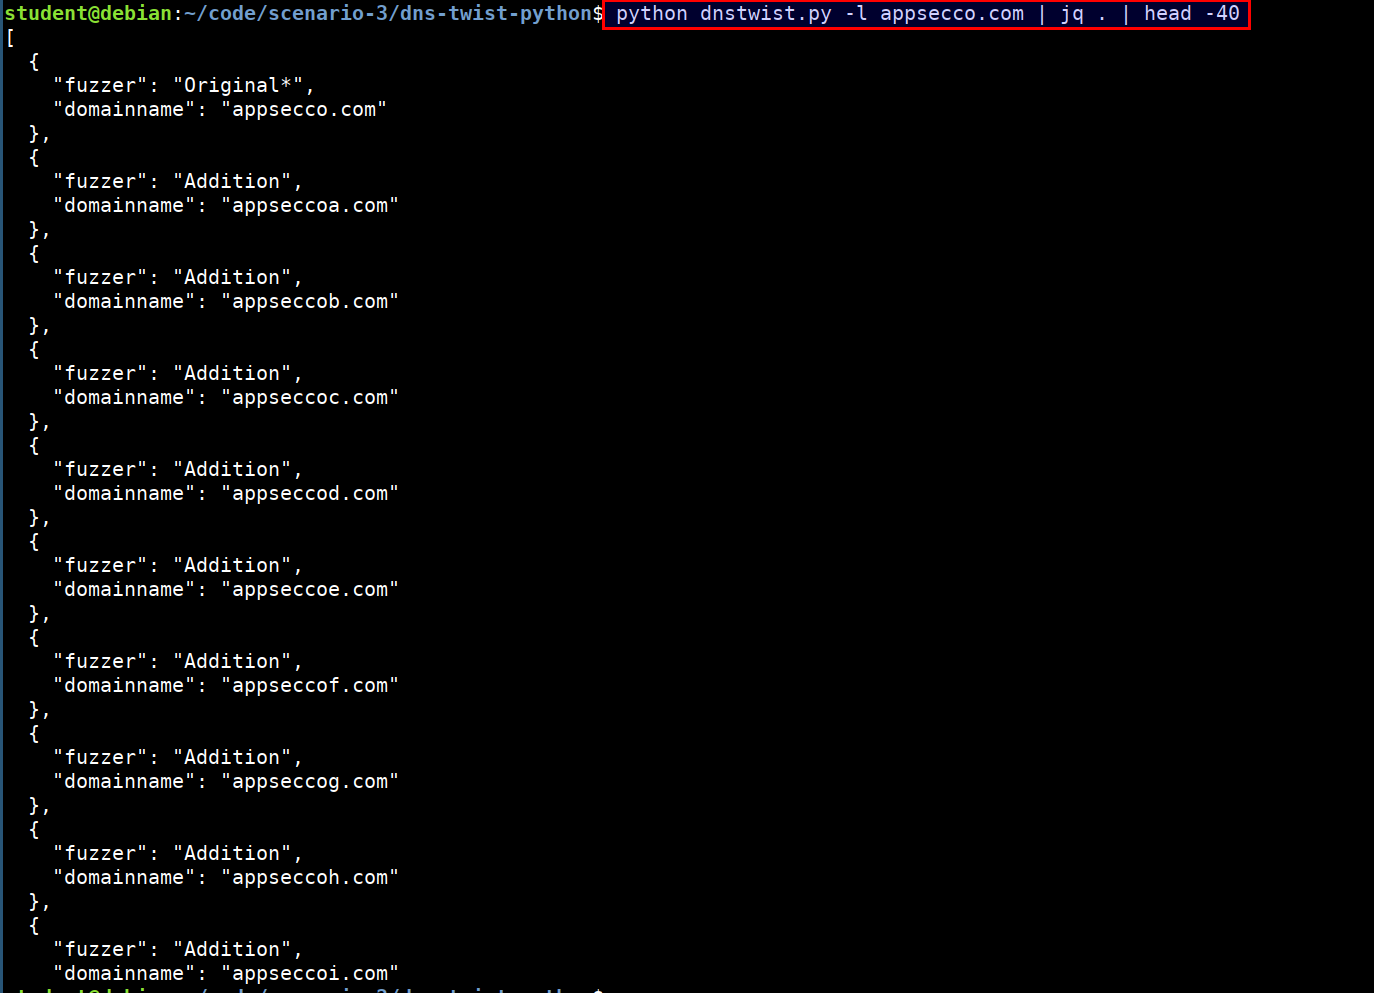 student@debian:~/code/scenario-3/dns-twist-python$ python dnstwist.py -l appsecco.com | jq . | head -40
[
  {
    "fuzzer": "Original*",
    "domainname": "appsecco.com"
  },
  {
    "fuzzer": "Addition",
    "domainname": "appseccoa.com"
  },
  {
    "fuzzer": "Addition",
    "domainname": "appseccob.com"
  },
  {
    "fuzzer": "Addition",
    "domainname": "appseccoc.com"
  },
  {
    "fuzzer": "Addition",
    "domainname": "appseccod.com"
  },
  {
    "fuzzer": "Addition",
    "domainname": "appseccoe.com"
  },
  {
    "fuzzer": "Addition",
    "domainname": "appseccof.com"
  },
  {
    "fuzzer": "Addition",
    "domainname": "appseccog.com"
  },
  {
    "fuzzer": "Addition",
    "domainname": "appseccoh.com"
  },
  {
    "fuzzer": "Addition",
    "domainname": "appseccoi.com"